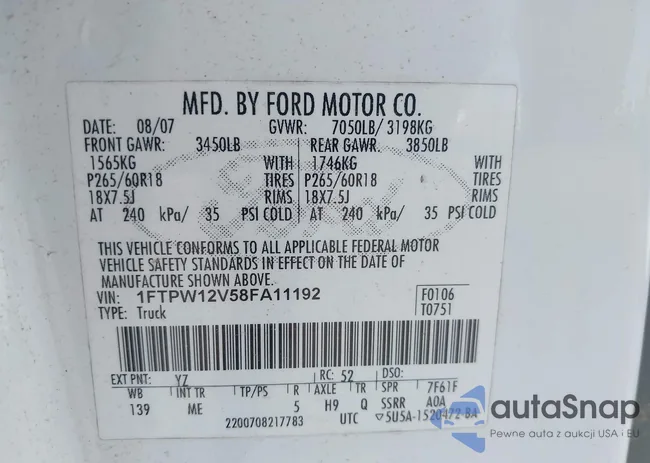 MFD. BY FORD MOTOR CO.
DATE: 08/07 GVWR: 7050LB/ 3198KG
FRONT GAWR: 3450LB REAR GAWR: 3850LB
1565KG WITH 1746KG WITH
P265/60R18 TIRES P265/60R18 TIRES
18X7.5J RIMS 18X7.5J RIMS
AT 240 kPa/ 35 PSI COLD AT 240 kPa/ 35 PSI COLD
THIS VEHICLE CONFORMS TO ALL APPLICABLE FEDERAL MOTOR
VEHICLE SAFETY STANDARDS IN EFFECT ON THE DATE OF
MANUFACTURE SHOWN ABOVE.
VIN: 1FTPW12V58FA11192 F0106
TYPE: Truck T0751
EXT PNT: YZ RC: 52 DSO:
WB INT TR TP/PS R AXLE TR SPR 7F61F
139 ME 5 H9 Q SSRR A0A
2200708217783 UTC ▽5U5A-1520472-BA
autoSnap
Pewne auta z aukcji USA i EU